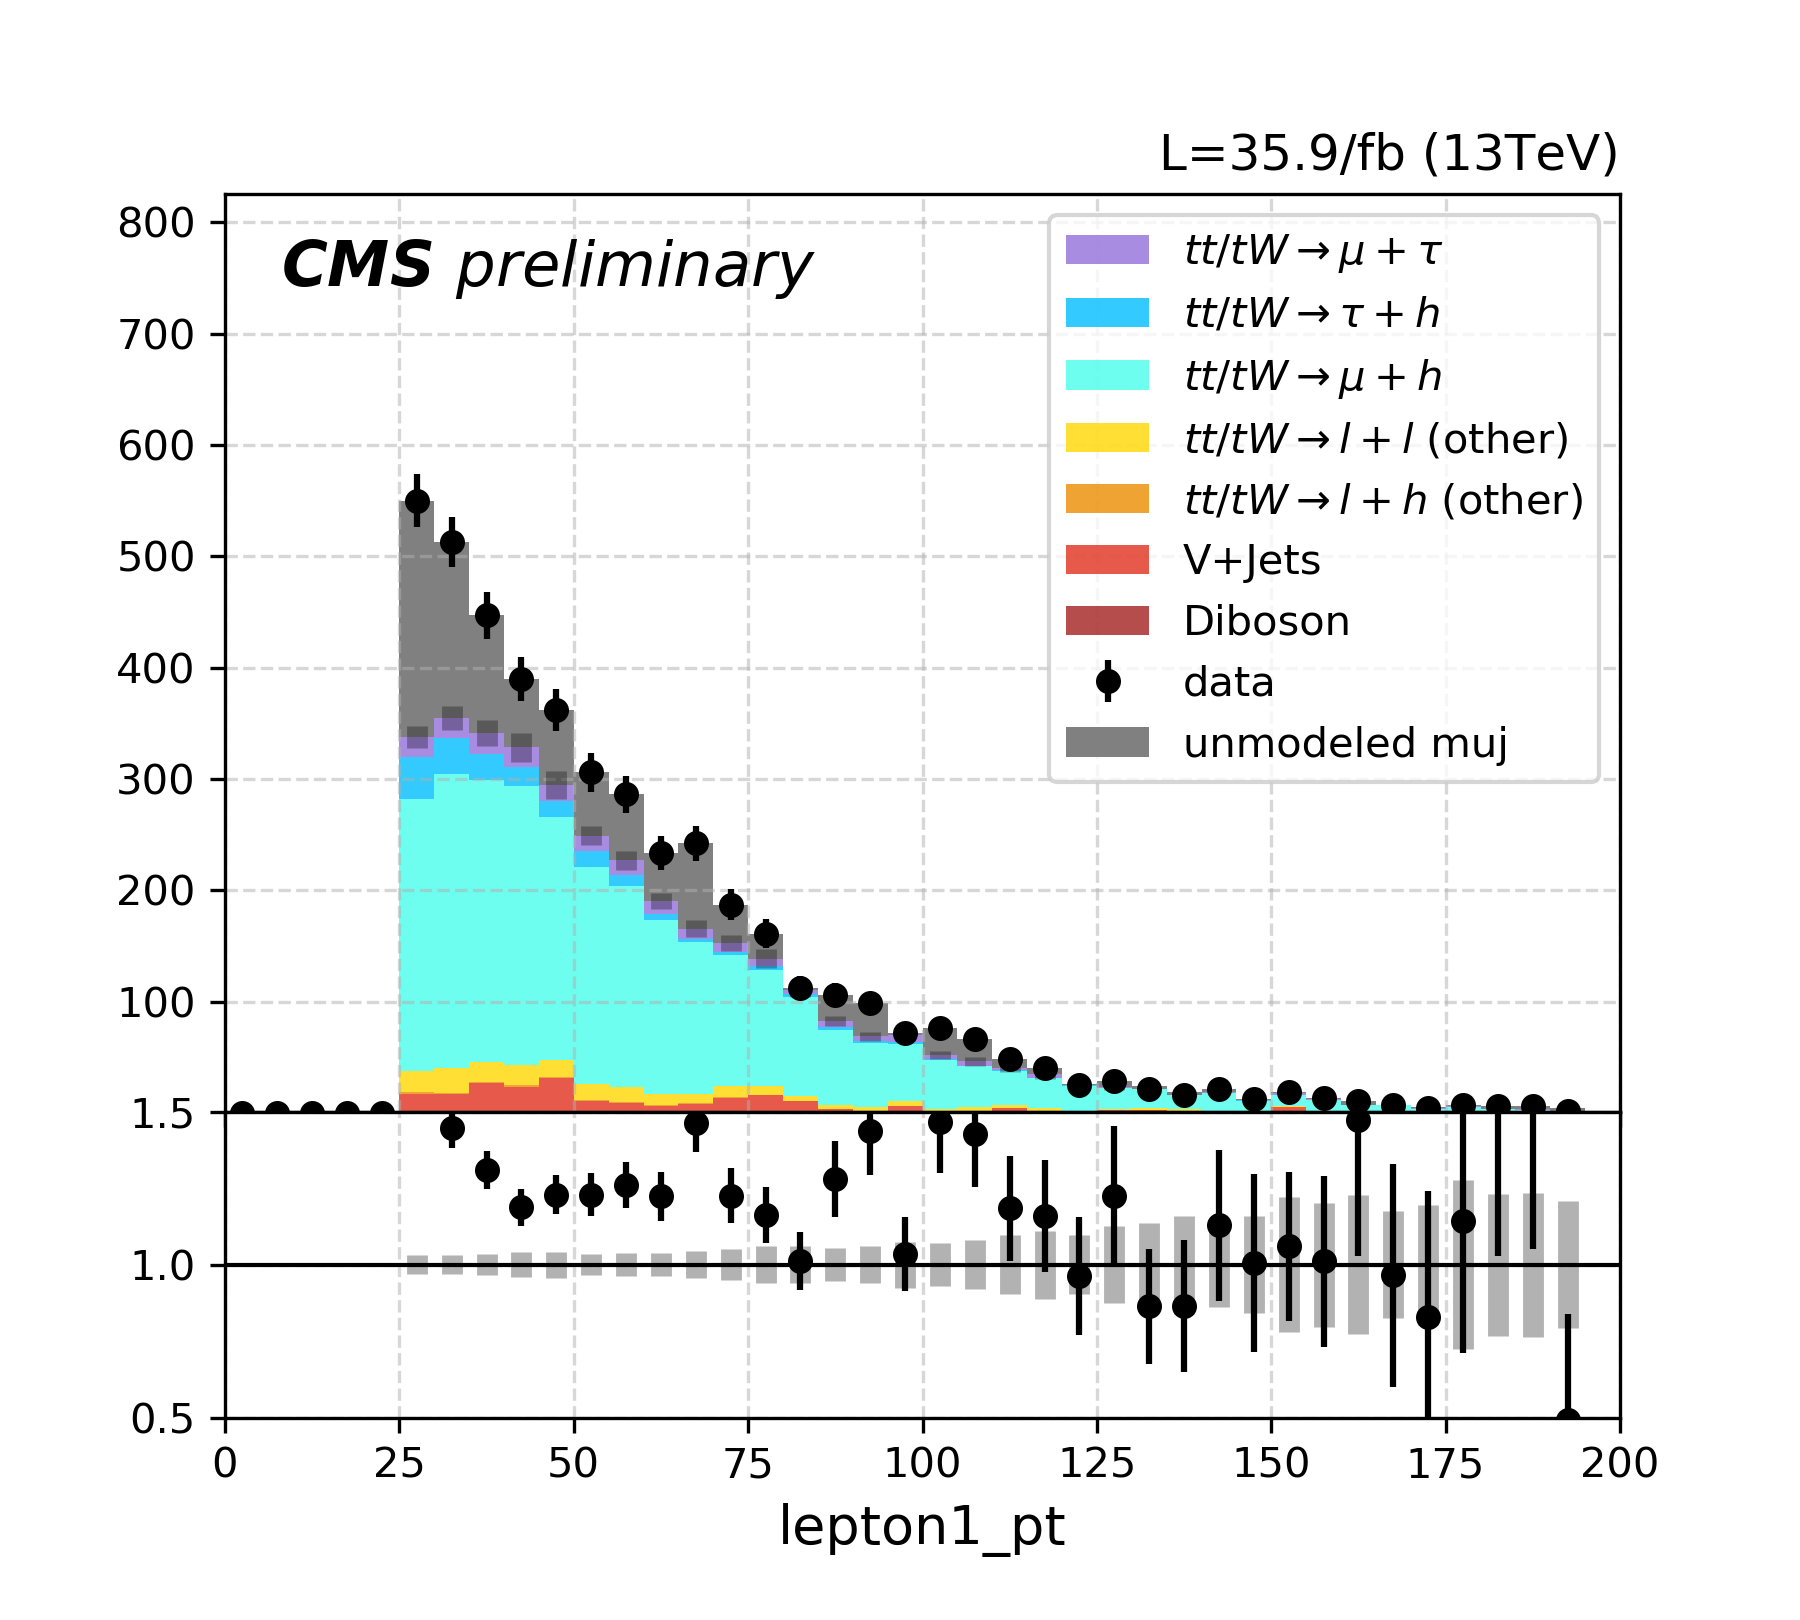 L=35.9/fb (13TeV)
CMS preliminary
800
700
600
500
400
300
200
100
tt/tW → μ + τ
tt/tW → τ + h
tt/tW → μ + h
tt/tW → l + l (other)
tt/tW → l + h (other)
V+Jets
Diboson
data
unmodeled muj
1.5
1.0
0.5
0 25 50 75 100 125 150 175 200
lepton1_pt